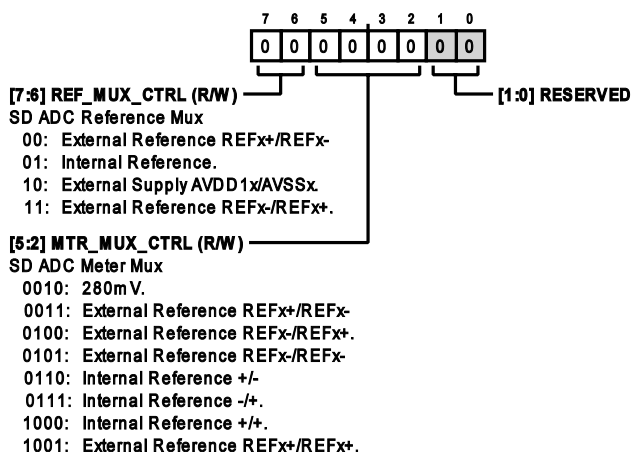 7 6 5 4 3 2 1 0
0 0 0 0 0 0 0 0
[7:6] REF_MUX_CTRL (R/W)
[1:0] RESERVED
SD ADC Reference Mux
00: External Reference REFx+/REFx-
01: Internal Reference.
10: External Supply AVDD1x/AVSSx.
11: External Reference REFx-/REFx+.
[5:2] MTR_MUX_CTRL (R/W)
SD ADC Meter Mux
0010: 280mV.
0011: External Reference REFx+/REFx-
0100: External Reference REFx-/REFx+.
0101: External Reference REFx-/REFx-
0110: Internal Reference +/-
0111: Internal Reference -/+.
1000: Internal Reference +/+.
1001: External Reference REFx+/REFx+.